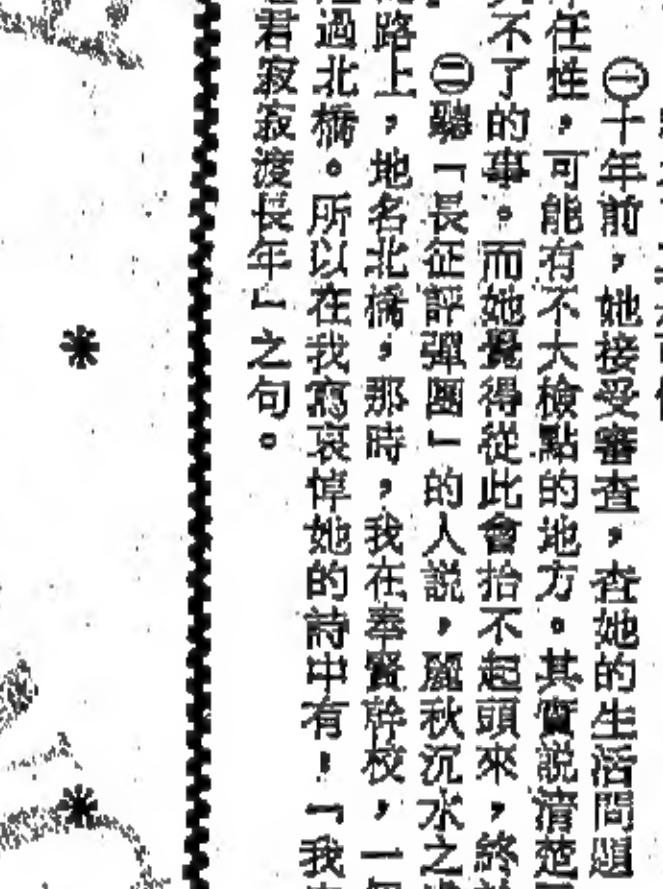 ㊀十年前，她接受審查，查她的生活問題
任性，可能有不大檢點的地方。其實說清楚
不了的事。而她覺得從此會抬不起頭來，終
㊁聽「長征評彈團」的人說，麗秋沉水之
路上，地名北橋，那時，我在奉賢幹校，一個
過北橋。所以在我寫哀悼她的詩中有：「我
君寂寂渡長年」之句。